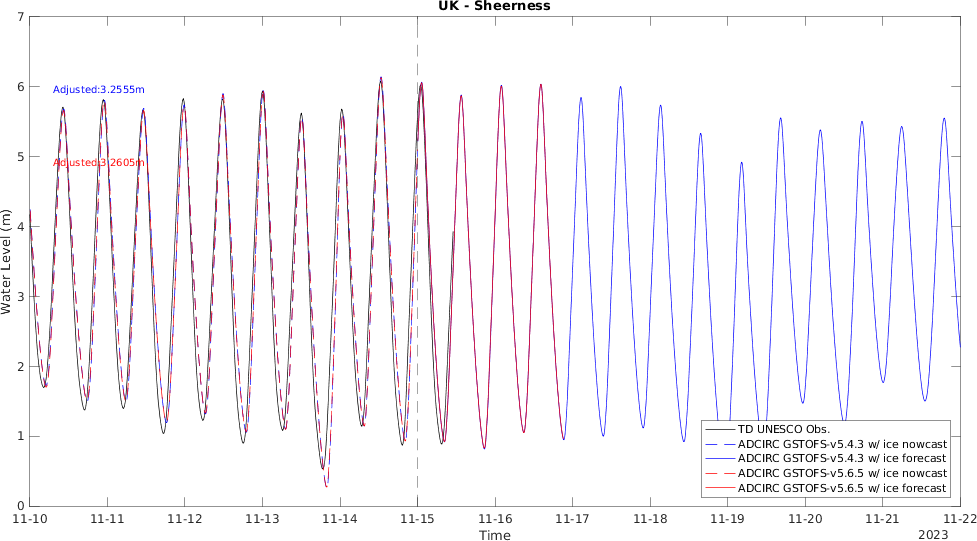 UK - Sheerness
7
6
5
4
3
2
1
0
Water Level (m)
Adjusted:3.2555m
Adjusted:3.2605m
TD UNESCO Obs.
ADCIRC GSTOFS-v5.4.3 w/ ice nowcast
ADCIRC GSTOFS-v5.4.3 w/ ice forecast
ADCIRC GSTOFS-v5.6.5 w/ ice nowcast
ADCIRC GSTOFS-v5.6.5 w/ ice forecast
11-10 11-11 11-12 11-13 11-14 11-15 11-16 11-17 11-18 11-19 11-20 11-21 11-22
Time
2023